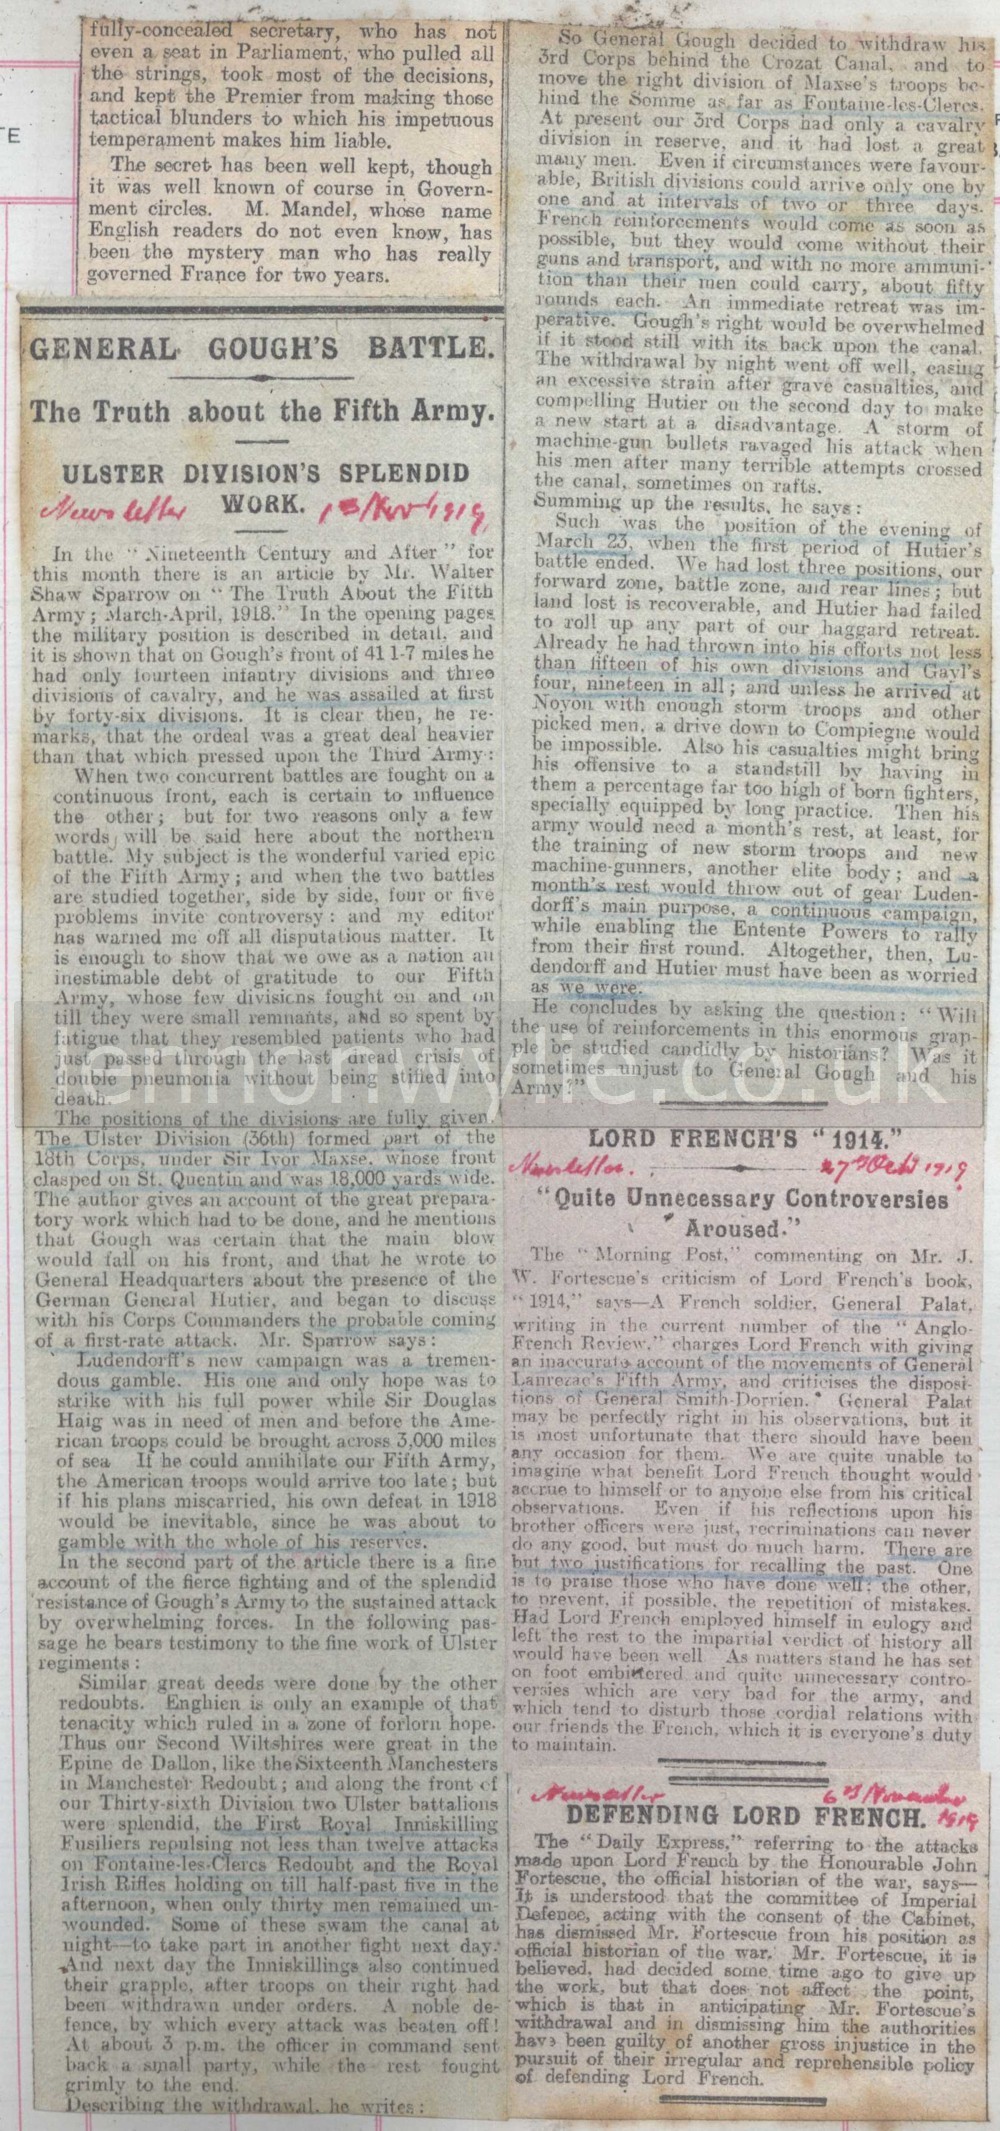 TE
fully-concealed secretary, who has not
even a seat in Parliament, who pulled all
the strings, took most of the decisions,
and kept the Premier from making those
tactical blunders to which his impetuous
temperament makes him liable.
The secret has been well kept, though
it was well known of course in Govern-
ment circles. M. Mandel, whose name
English readers do not even know, has
been the mystery man who has really
governed France for two years.
GENERAL GOUGH'S BATTLE.
The Truth about the Fifth Army.
ULSTER DIVISION'S SPLENDID
WORK.
Newsletter 1st Nov 1919
In the "Nineteenth Century and After" for
this month there is an article by Mr. Walter
Shaw Sparrow on "The Truth About the Fifth
Army; March-April, 1918." In the opening pages
the military position is described in detail, and
it is shown that on Gough's front of 41 1-7 miles he
had only fourteen infantry divisions and three
divisions of cavalry, and he was assailed at first
by forty-six divisions. It is clear then, he re-
marks, that the ordeal was a great deal heavier
than that which pressed upon the Third Army:
When two concurrent battles are fought on a
continuous front, each is certain to influence
the other; but for two reasons only a few
words will be said here about the northern
battle. My subject is the wonderful varied epic
of the Fifth Army; and when the two battles
are studied together, side by side, four or five
problems invite controversy: and my editor
has warned me off all disputatious matter. It
is enough to show that we owe as a nation an
inestimable debt of gratitude to our Fifth
Army, whose few divisions fought on and on
till they were small remnants, and so spent by
fatigue that they resembled patients who had
just passed through the last dread crisis of
double pneumonia without being stifled into
death.
The positions of the divisions are fully given.
The Ulster Division (36th) formed part of the
18th Corps, under Sir Ivor Maxse, whose front
clasped on St. Quentin and was 18,000 yards wide.
The author gives an account of the great prepara-
tory work which had to be done, and he mentions
that Gough was certain that the main blow
would fall on his front, and that he wrote to
General Headquarters about the presence of the
German General Hutier, and began to discuss
with his Corps Commanders the probable coming
of a first-rate attack. Mr. Sparrow says:
Ludendorff's new campaign was a tremen-
dous gamble. His one and only hope was to
strike with his full power while Sir Douglas
Haig was in need of men and before the Ame-
rican troops could be brought across 3,000 miles
of sea If he could annihilate our Fifth Army,
the American troops would arrive too late; but
if his plans miscarried, his own defeat in 1918
would be inevitable, since he was about to
gamble with the whole of his reserves.
In the second part of the article there is a fine
account of the fierce fighting and of the splendid
resistance of Gough's Army to the sustained attack
by overwhelming forces. In the following pas-
sage he bears testimony to the fine work of Ulster
regiments:
Similar great deeds were done by the other
redoubts. Enghien is only an example of that
tenacity which ruled in a zone of forlorn hope.
Thus our Second Wiltshires were great in the
Epine de Dallon, like the Sixteenth Manchesters
in Manchester Redoubt; and along the front of
our Thirty-sixth Division two Ulster battalions
were splendid, the First Royal Inniskilling
Fusiliers repulsing not less than twelve attacks
on Fontaine-les-Clercs Redoubt and the Royal
Irish Rifles holding on till half-past five in the
afternoon, when only thirty men remained un-
wounded. Some of these swam the canal at
night—to take part in another fight next day.
And next day the Inniskillings also continued
their grapple, after troops on their right had
been withdrawn under orders. A noble de-
fence, by which every attack was beaten off!
At about 3 p.m. the officer in command sent
back a small party, while the rest fought
grimly to the end.
Describing the withdrawal, he writes:
So General Gough decided to withdraw his
3rd Corps behind the Crozat Canal, and to
move the right division of Maxse's troops be-
hind the Somme as far as Fontaine-les-Clercs.
At present our 3rd Corps had only a cavalry
division in reserve, and it had lost a great
many men. Even if circumstances were favour-
able, British divisions could arrive only one by
one and at intervals of two or three days.
French reinforcements would come as soon as
possible, but they would come without their
guns and transport, and with no more ammuni-
tion than their men could carry, about fifty
rounds each. An immediate retreat was im-
perative. Gough's right would be overwhelmed
if it stood still with its back upon the canal.
The withdrawal by night went off well, easing
an excessive strain after grave casualties, and
compelling Hutier on the second day to make
a new start at a disadvantage. A storm of
machine-gun bullets ravaged his attack when
his men after many terrible attempts crossed
the canal, sometimes on rafts.
Summing up the results, he says:
Such was the position of the evening of
March 23, when the first period of Hutier's
battle ended. We had lost three positions, our
forward zone, battle zone, and rear lines; but
land lost is recoverable, and Hutier had failed
to roll up any part of our haggard retreat.
Already he had thrown into his efforts not less
than fifteen of his own divisions and Gayl's
four, nineteen in all; and unless he arrived at
Noyon with enough storm troops and other
picked men, a drive down to Compiegne would
be impossible. Also his casualties might bring
his offensive to a standstill by having in
them a percentage far too high of born fighters,
specially equipped by long practice. Then his
army would need a month's rest, at least, for
the training of new storm troops and new
machine-gunners, another elite body; and a
month's rest would throw out of gear Luden-
dorff's main purpose, a continuous campaign,
while enabling the Entente Powers to rally
from their first round. Altogether, then, Lu-
dendorff and Hutier must have been as worried
as we were.
He concludes by asking the question: "Will
the use of reinforcements in this enormous grap-
ple be studied candidly by historians? Was it
sometimes unjust to General Gough and his
Army?"
lennonwylie.co.uk
LORD FRENCH'S "1914."
Newsletter. 27th Oct 1919
"Quite Unnecessary Controversies
Aroused."
The "Morning Post," commenting on Mr. J.
W. Fortescue's criticism of Lord French's book,
"1914," says—A French soldier, General Palat,
writing in the current number of the "Anglo-
French Review," charges Lord French with giving
an inaccurate account of the movements of General
Lanrezac's Fifth Army, and criticises the disposi-
tions of General Smith-Dorrien. General Palat
may be perfectly right in his observations, but it
is most unfortunate that there should have been
any occasion for them. We are quite unable to
imagine what benefit Lord French thought would
accrue to himself or to anyone else from his critical
observations. Even if his reflections upon his
brother officers were just, recriminations can never
do any good, but must do much harm. There are
but two justifications for recalling the past. One
is to praise those who have done well; the other,
to prevent, if possible, the repetition of mistakes.
Had Lord French employed himself in eulogy and
left the rest to the impartial verdict of history all
would have been well As matters stand he has set
on foot embittered and quite unnecessary contro-
versies which are very bad for the army, and
which tend to disturb those cordial relations with
our friends the French, which it is everyone's duty
to maintain.
Newsletter 6th November 1919
DEFENDING LORD FRENCH.
The "Daily Express," referring to the attacks
made upon Lord French by the Honourable John
Fortescue, the official historian of the war, says—
It is understood that the committee of Imperial
Defence, acting with the consent of the Cabinet,
has dismissed Mr. Fortescue from his position as
official historian of the war. Mr. Fortescue, it is
believed, had decided some time ago to give up
the work, but that does not affect the point,
which is that in anticipating Mr. Fortescue's
withdrawal and in dismissing him the authorities
have been guilty of another gross injustice in the
pursuit of their irregular and reprehensible policy
of defending Lord French.